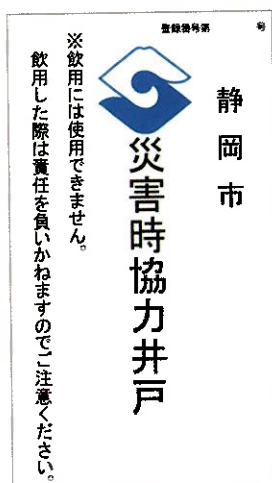 登録番号第　　号
静岡市
災害時協力井戸
※飲用には使用できません。
飲用した際は責任を負いかねますのでご注意ください。